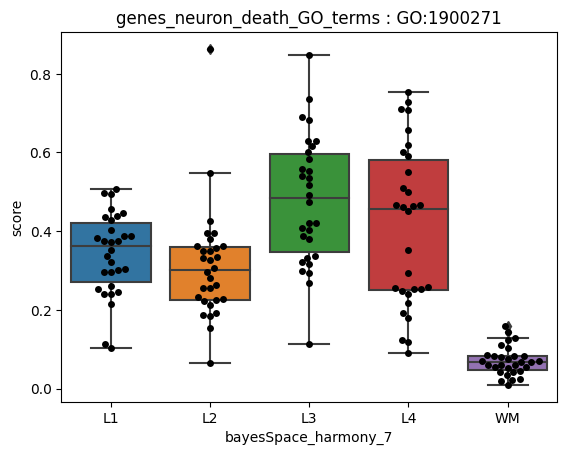 genes_neuron_death_GO_terms : GO:1900271
score
0.8
0.6
0.4
0.2
0.0
L1 L2 L3 L4 WM
bayesSpace_harmony_7